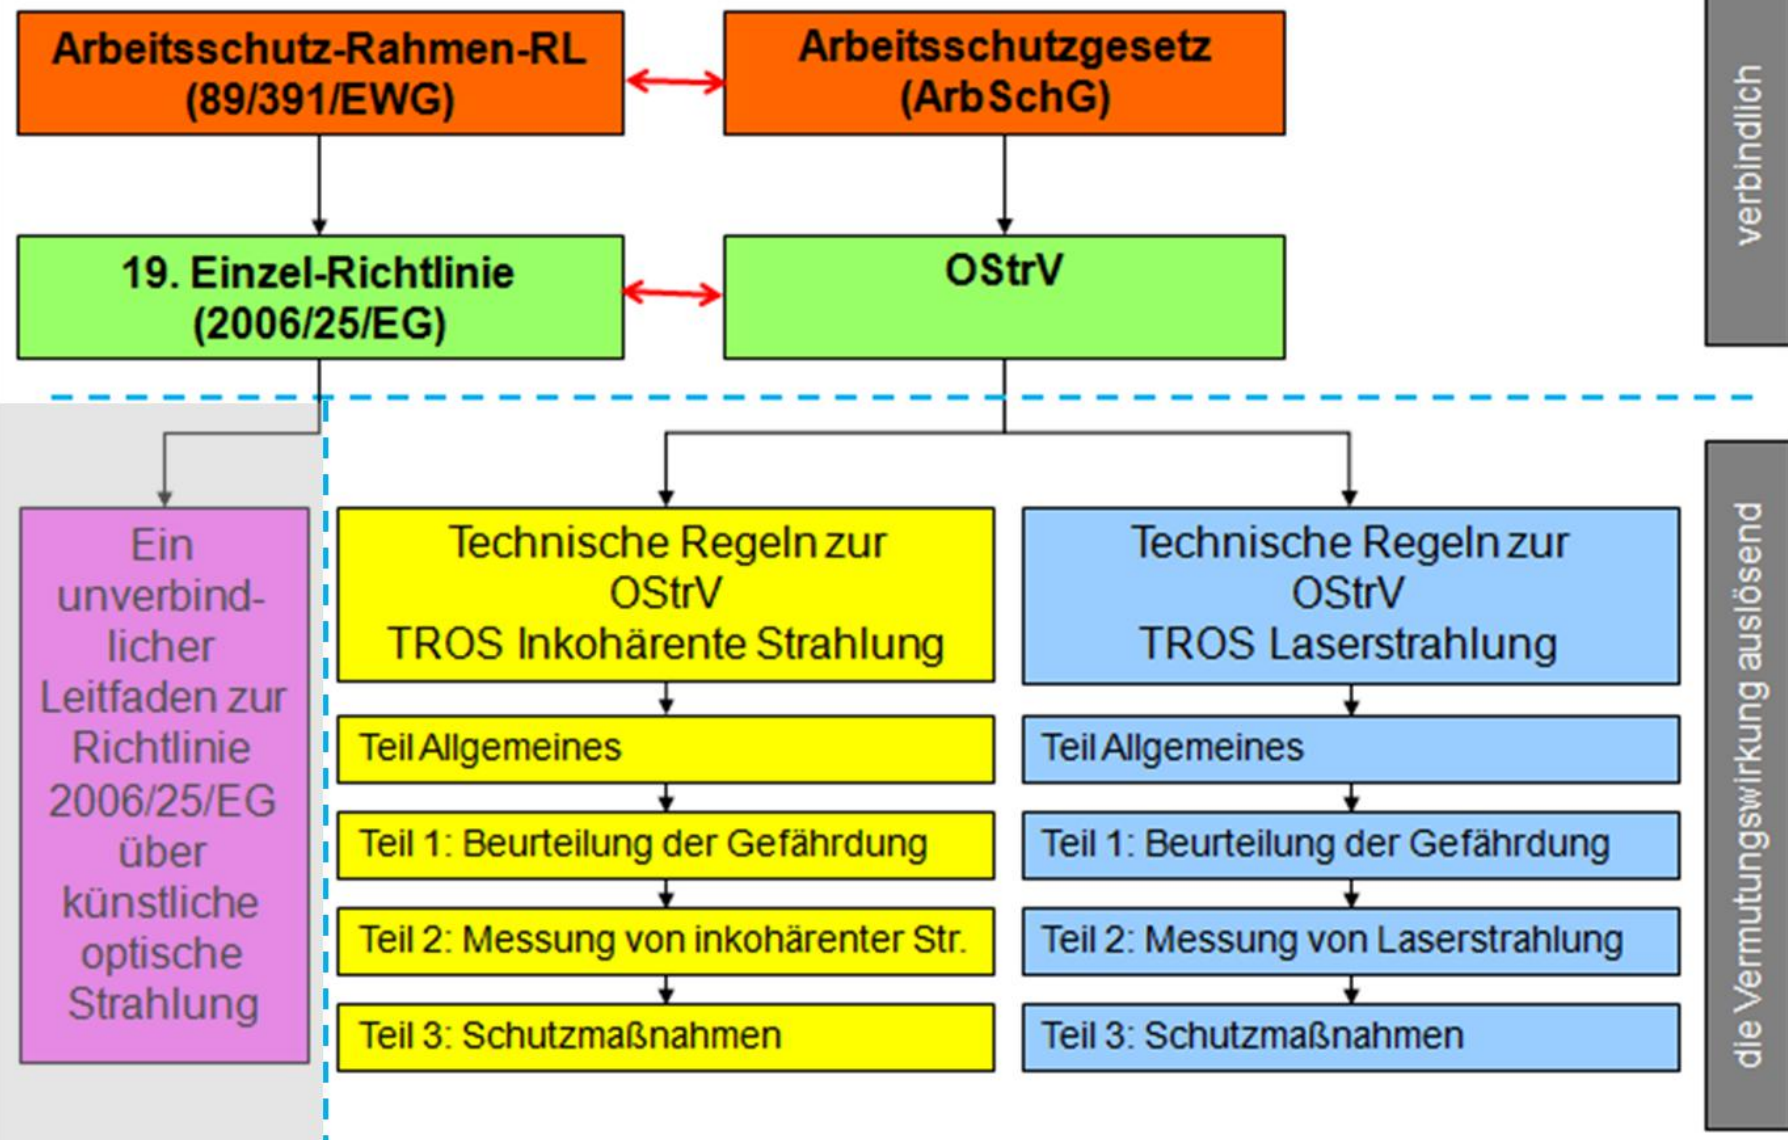 Arbeitsschutz-Rahmen-RL
(89/391/EWG)
Arbeitsschutzgesetz
(ArbSchG)
verbindlich
19. Einzel-Richtlinie
(2006/25/EG)
OStrV
Ein
unverbind-
licher
Leitfaden zur
Richtlinie
2006/25/EG
über
künstliche
optische
Strahlung
Technische Regeln zur
OStrV
TROS Inkohärente Strahlung
Teil Allgemeines
Teil 1: Beurteilung der Gefährdung
Teil 2: Messung von inkohärenter Str.
Teil 3: Schutzmaßnahmen
Technische Regeln zur
OStrV
TROS Laserstrahlung
Teil Allgemeines
Teil 1: Beurteilung der Gefährdung
Teil 2: Messung von Laserstrahlung
Teil 3: Schutzmaßnahmen
die Vermutungswirkung auslösend